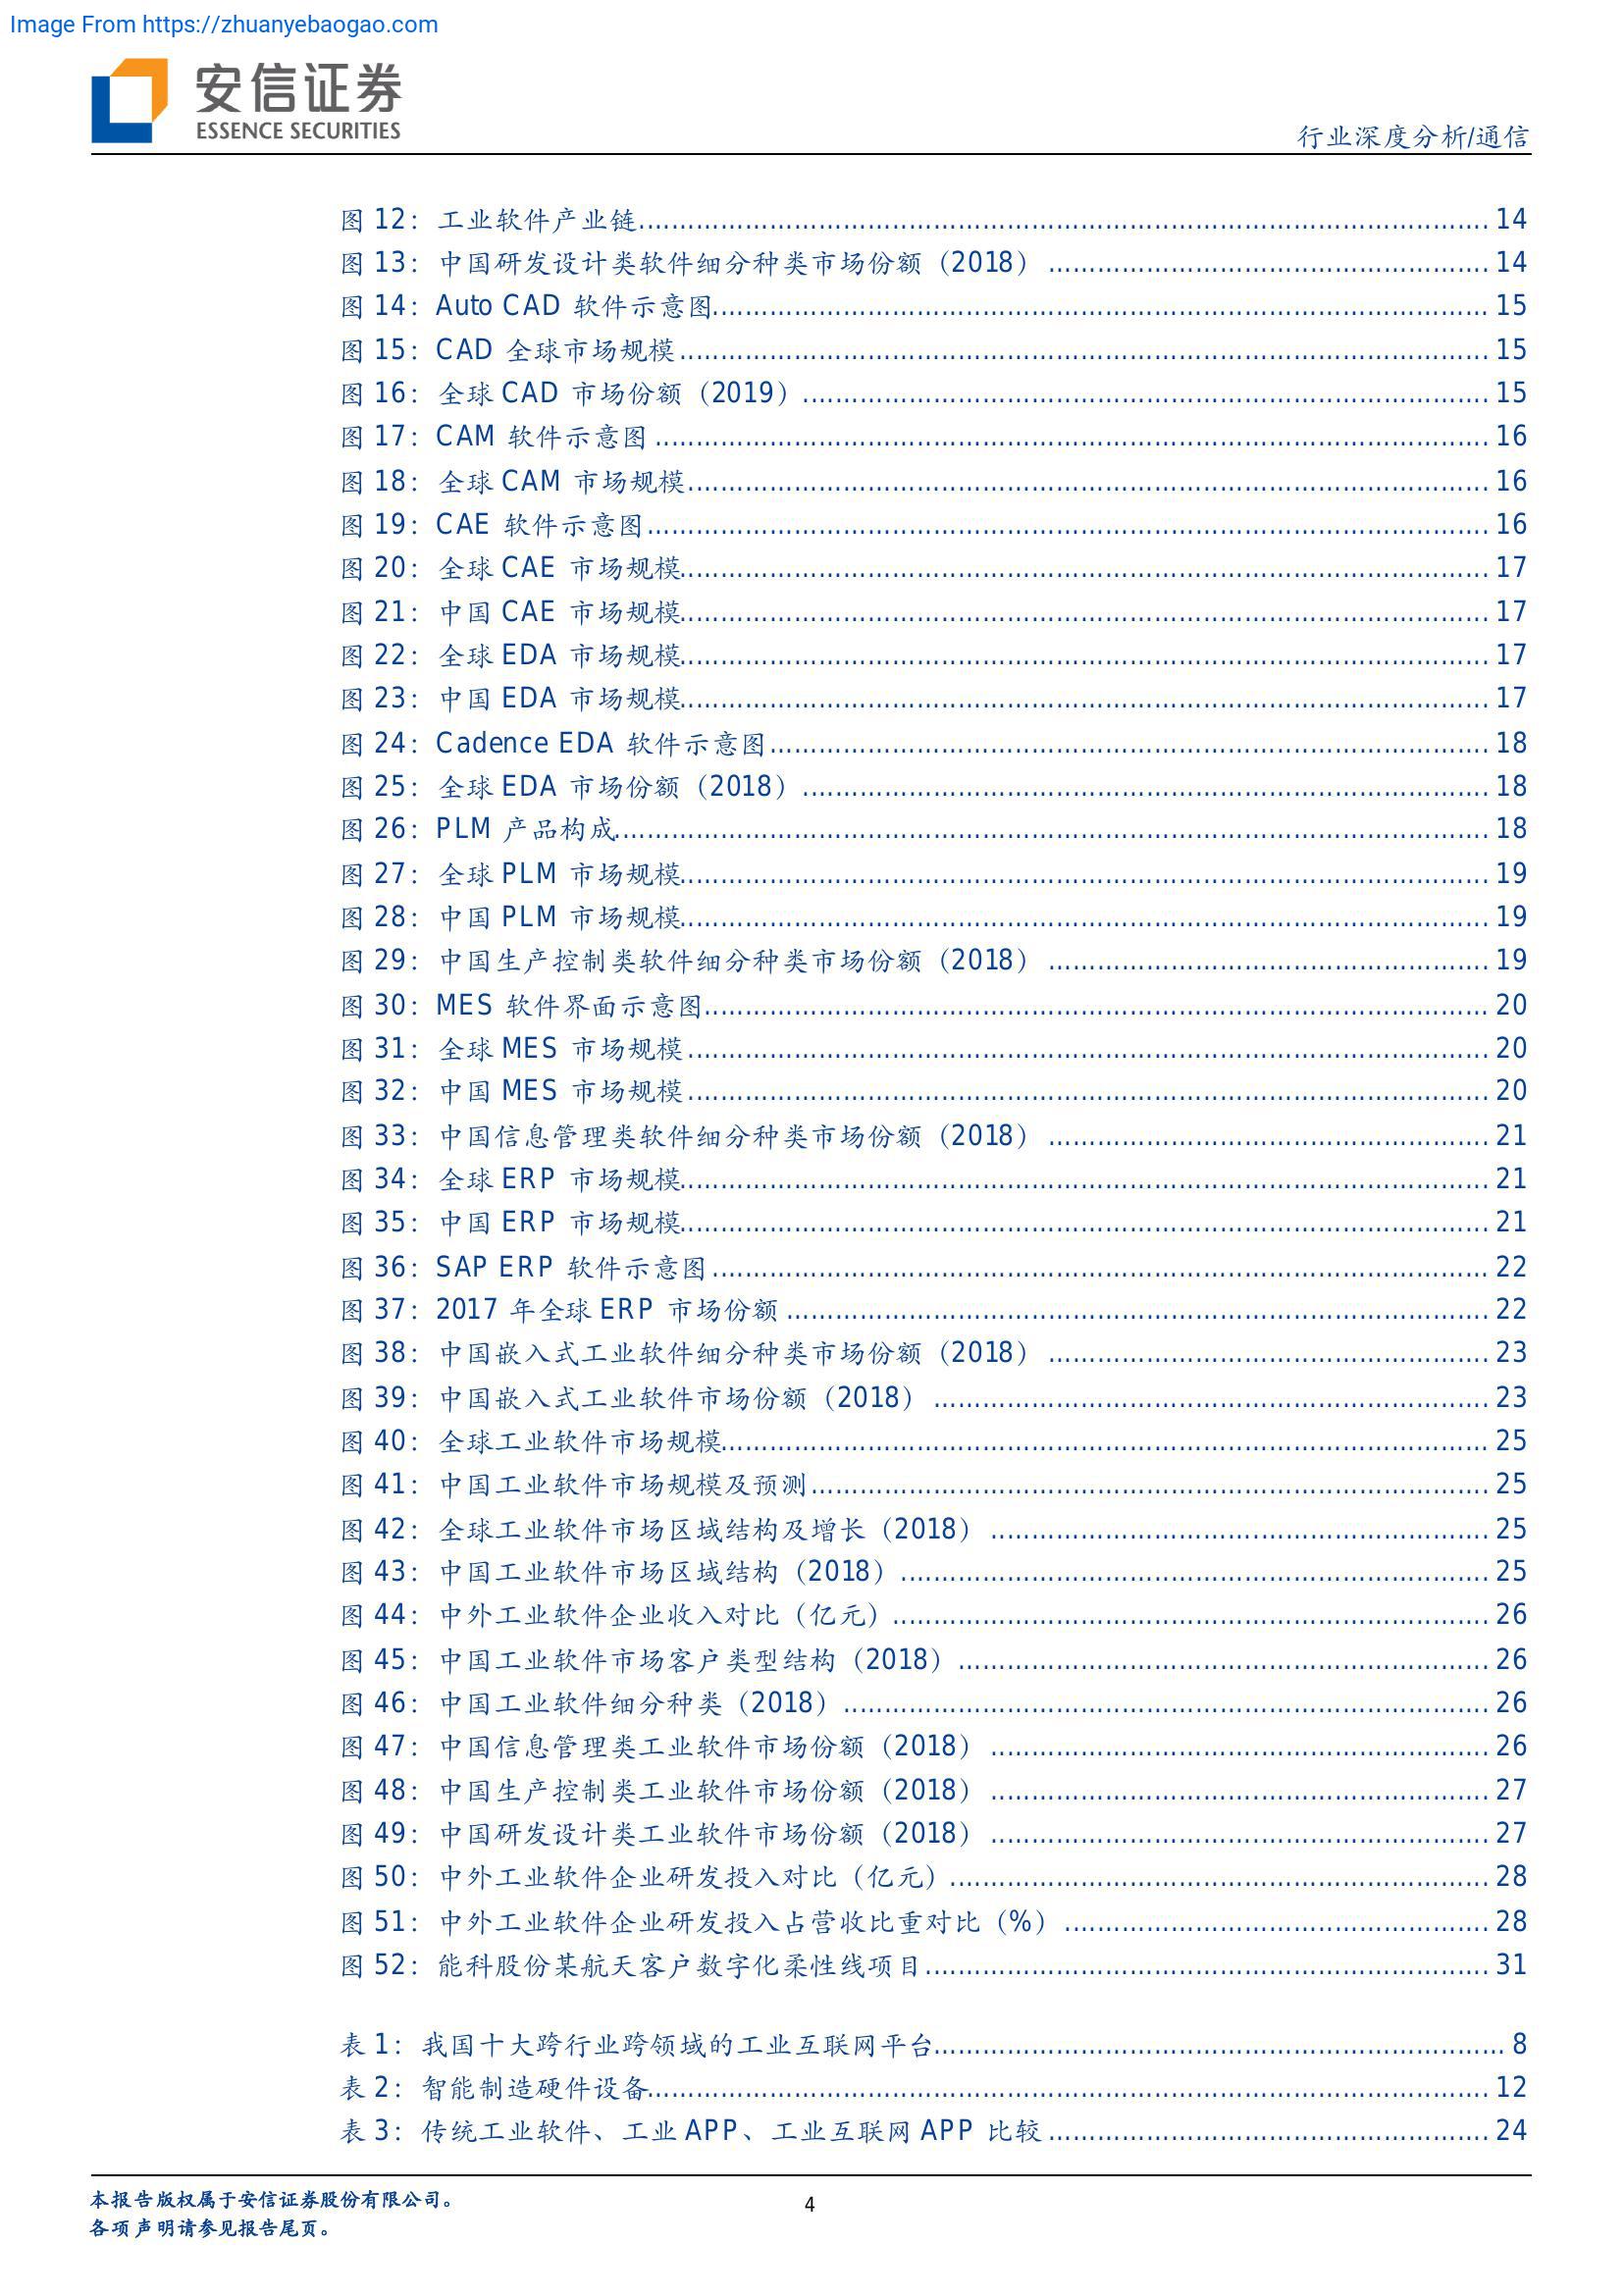 Image From https://zhuanyebaogao.com
安信证券
ESSENCE SECURITIES
行业深度分析/通信
图 12：工业软件产业链 14
图 13：中国研发设计类软件细分种类市场份额（2018） 14
图 14：Auto CAD 软件示意图 15
图 15：CAD 全球市场规模 15
图 16：全球 CAD 市场份额（2019） 15
图 17：CAM 软件示意图 16
图 18：全球 CAM 市场规模 16
图 19：CAE 软件示意图 16
图 20：全球 CAE 市场规模 17
图 21：中国 CAE 市场规模 17
图 22：全球 EDA 市场规模 17
图 23：中国 EDA 市场规模 17
图 24：Cadence EDA 软件示意图 18
图 25：全球 EDA 市场份额（2018） 18
图 26：PLM 产品构成 18
图 27：全球 PLM 市场规模 19
图 28：中国 PLM 市场规模 19
图 29：中国生产控制类软件细分种类市场份额（2018） 19
图 30：MES 软件界面示意图 20
图 31：全球 MES 市场规模 20
图 32：中国 MES 市场规模 20
图 33：中国信息管理类软件细分种类市场份额（2018） 21
图 34：全球 ERP 市场规模 21
图 35：中国 ERP 市场规模 21
图 36：SAP ERP 软件示意图 22
图 37：2017 年全球 ERP 市场份额 22
图 38：中国嵌入式工业软件细分种类市场份额（2018） 23
图 39：中国嵌入式工业软件市场份额（2018） 23
图 40：全球工业软件市场规模 25
图 41：中国工业软件市场规模及预测 25
图 42：全球工业软件市场区域结构及增长（2018） 25
图 43：中国工业软件市场区域结构（2018） 25
图 44：中外工业软件企业收入对比（亿元） 26
图 45：中国工业软件市场客户类型结构（2018） 26
图 46：中国工业软件细分种类（2018） 26
图 47：中国信息管理类工业软件市场份额（2018） 26
图 48：中国生产控制类工业软件市场份额（2018） 27
图 49：中国研发设计类工业软件市场份额（2018） 27
图 50：中外工业软件企业研发投入对比（亿元） 28
图 51：中外工业软件企业研发投入占营收比重对比（%） 28
图 52：能科股份某航天客户数字化柔性线项目 31
表 1：我国十大跨行业跨领域的工业互联网平台 8
表 2：智能制造硬件设备 12
表 3：传统工业软件、工业 APP、工业互联网 APP 比较 24
本报告版权属于安信证券股份有限公司。
4
各项声明请参见报告尾页。